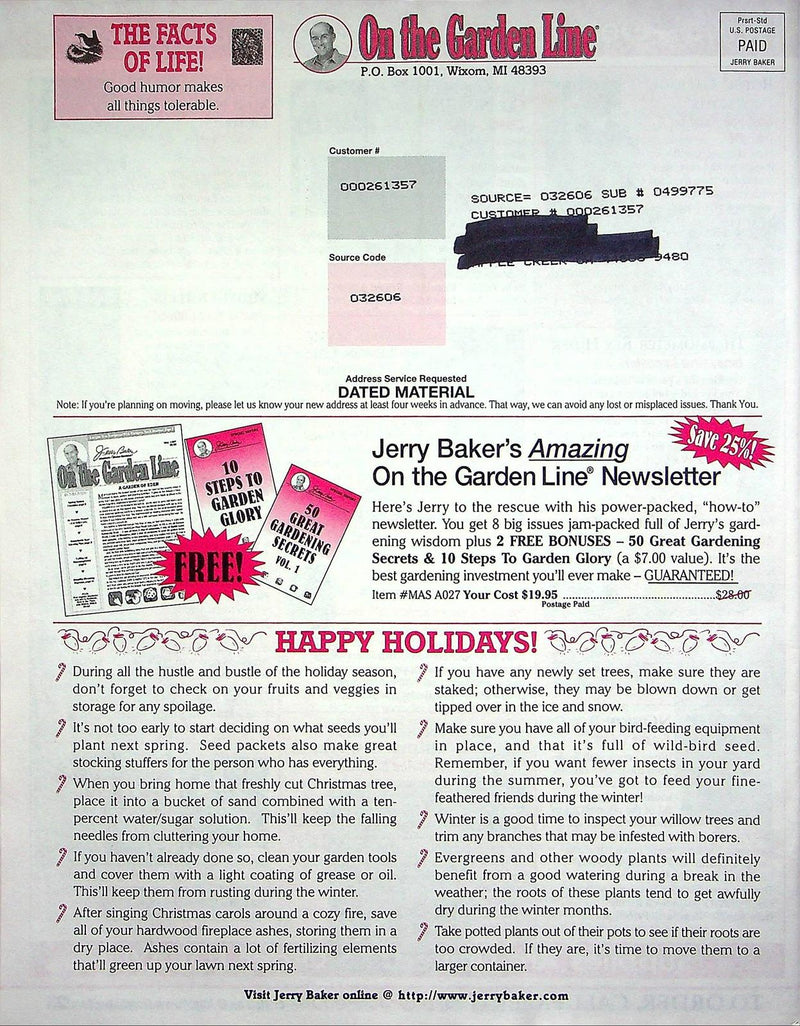 THE FACTS
OF LIFE!
Good humor makes
all things tolerable.
On the Garden Line®
P.O. Box 1001, Wixom, MI 48393
Prsrt-Std
U.S. POSTAGE
PAID
JERRY BAKER
Customer #
000261357
SOURCE= 032606 SUB # 0499775
CUSTOMER # 000261357
9480
Source Code
032606
Address Service Requested
DATED MATERIAL
Note: If you're planning on moving, please let us know your new address at least four weeks in advance. That way, we can avoid any lost or misplaced issues. Thank You.
Jerry Baker
On the Garden Line
A GARDEN OF EDEN
10
STEPS TO
GARDEN
GLORY
50
GREAT
GARDENING
SECRETS
VOL. 1
FREE!
Save 25%!
Jerry Baker's Amazing
On the Garden Line® Newsletter
Here's Jerry to the rescue with his power-packed, "how-to"
newsletter. You get 8 big issues jam-packed full of Jerry's gard-
ening wisdom plus 2 FREE BONUSES – 50 Great Gardening
Secrets & 10 Steps To Garden Glory (a $7.00 value). It's the
best gardening investment you'll ever make – GUARANTEED!
Item #MAS A027 Your Cost $19.95 ........................................$28.00
Postage Paid
HAPPY HOLIDAYS!
During all the hustle and bustle of the holiday season,
don't forget to check on your fruits and veggies in
storage for any spoilage.
It's not too early to start deciding on what seeds you'll
plant next spring. Seed packets also make great
stocking stuffers for the person who has everything.
When you bring home that freshly cut Christmas tree,
place it into a bucket of sand combined with a ten-
percent water/sugar solution. This'll keep the falling
needles from cluttering your home.
If you haven't already done so, clean your garden tools
and cover them with a light coating of grease or oil.
This'll keep them from rusting during the winter.
After singing Christmas carols around a cozy fire, save
all of your hardwood fireplace ashes, storing them in a
dry place. Ashes contain a lot of fertilizing elements
that'll green up your lawn next spring.
If you have any newly set trees, make sure they are
staked; otherwise, they may be blown down or get
tipped over in the ice and snow.
Make sure you have all of your bird-feeding equipment
in place, and that it's full of wild-bird seed.
Remember, if you want fewer insects in your yard
during the summer, you've got to feed your fine-
feathered friends during the winter!
Winter is a good time to inspect your willow trees and
trim any branches that may be infested with borers.
Evergreens and other woody plants will definitely
benefit from a good watering during a break in the
weather; the roots of these plants tend to get awfully
dry during the winter months.
Take potted plants out of their pots to see if their roots are
too crowded. If they are, it's time to move them to a
larger container.
Visit Jerry Baker online @ http://www.jerrybaker.com